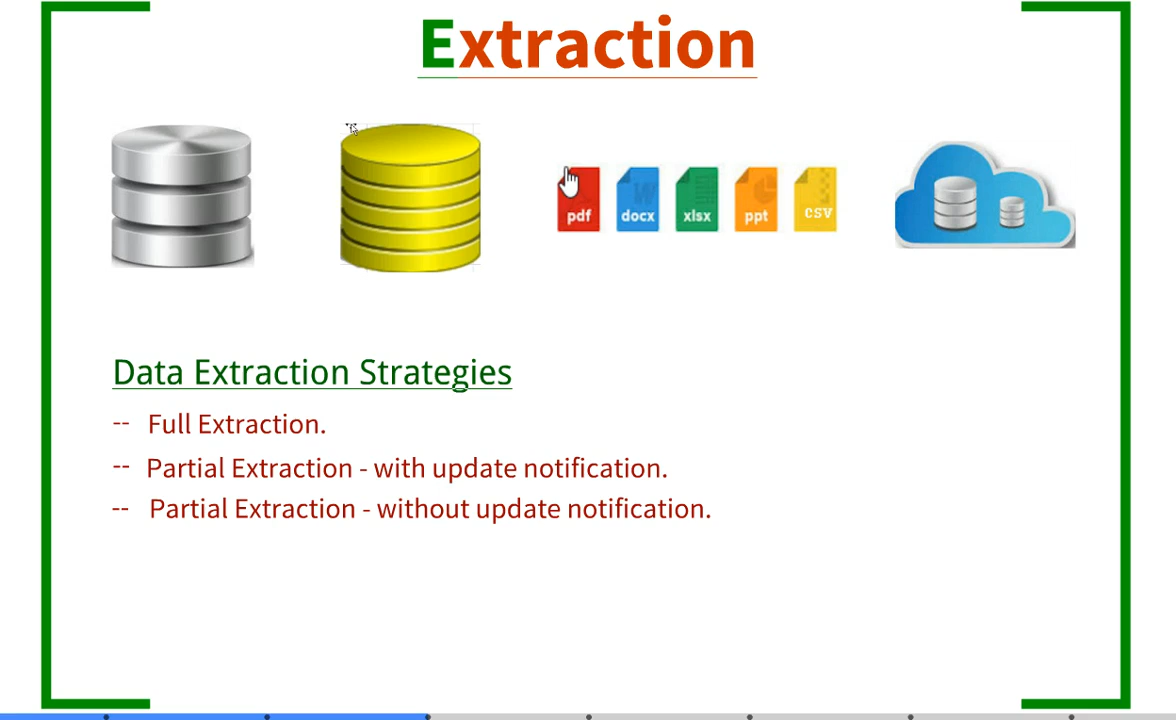 Extraction
pdf docx xlsx ppt CSV
Data Extraction Strategies
-- Full Extraction.
-- Partial Extraction - with update notification.
-- Partial Extraction - without update notification.